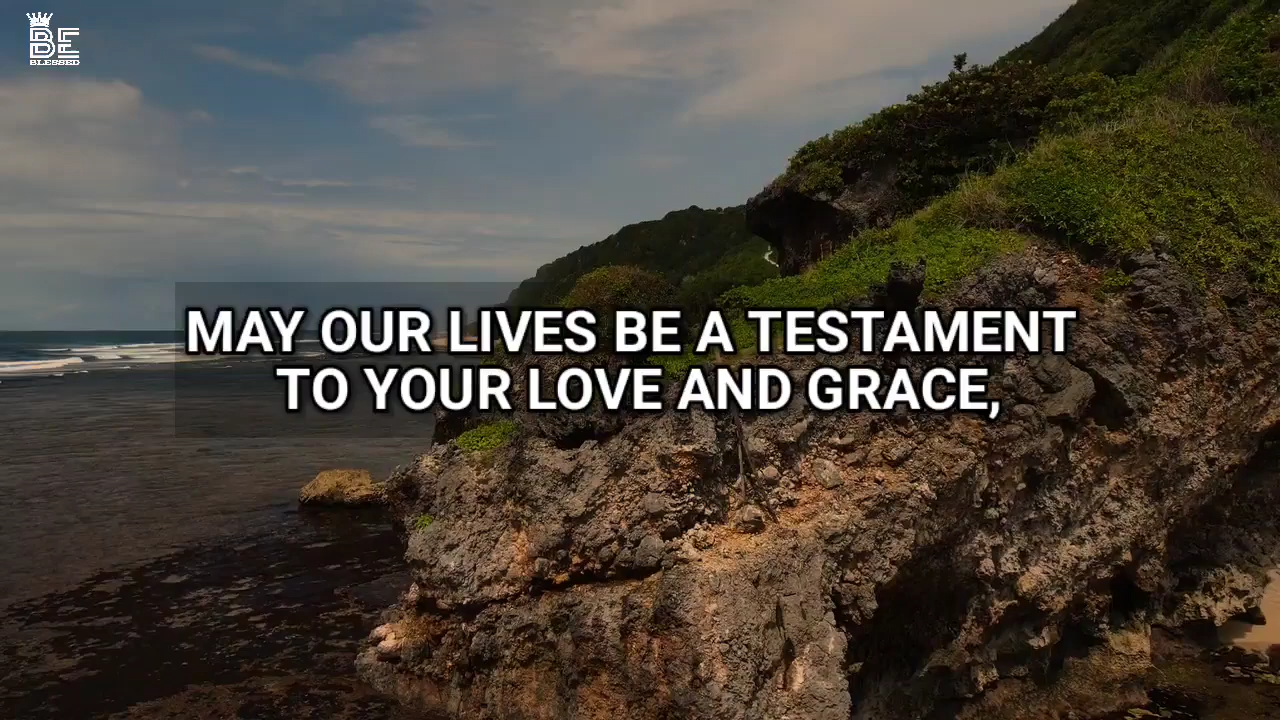 BE
BLESSED
MAY OUR LIVES BE A TESTAMENT
TO YOUR LOVE AND GRACE,